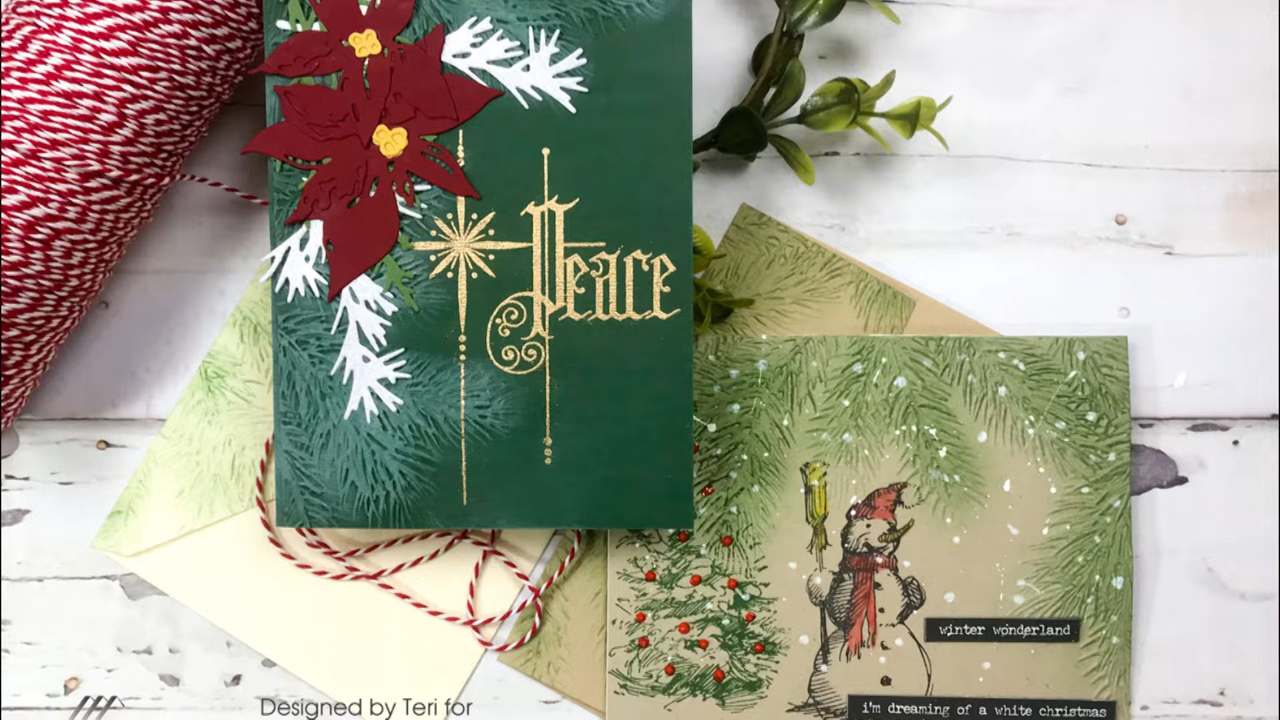 Peace
winter wonderland
i'm dreaming of a white christmas
Designed by Teri for